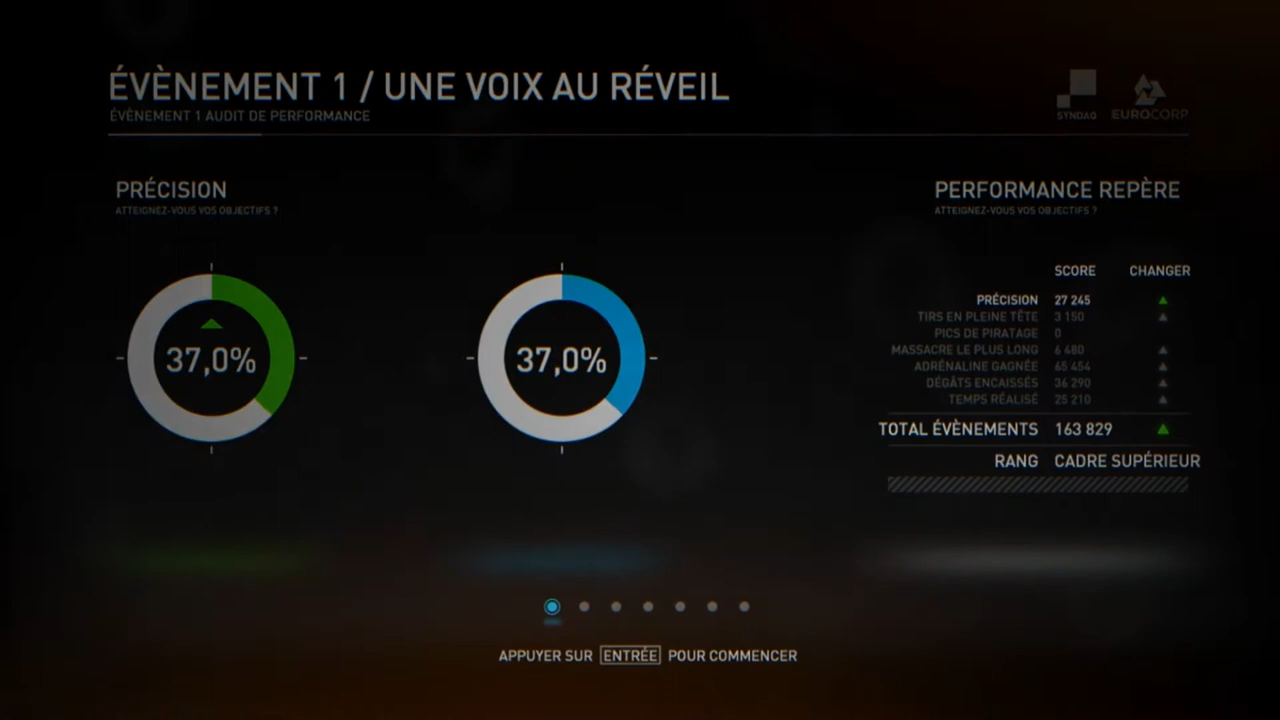 ÉVÈNEMENT 1 / UNE VOIX AU RÉVEIL
ÉVÈNEMENT 1 AUDIT DE PERFORMANCE
SYNDAQ EUROCORP
PRÉCISION
ATTEIGNEZ-VOUS VOS OBJECTIFS ?
37,0%
37,0%
PERFORMANCE REPÈRE
ATTEIGNEZ-VOUS VOS OBJECTIFS ?
SCORE CHANGER
PRÉCISION 27 245
TIRS EN PLEINE TÊTE 3 150
PICS DE PIRATAGE 0
MASSACRE LE PLUS LONG 6 480
ADRÉNALINE GAGNÉE 65 454
DÉGÂTS ENCAISSÉS 36 290
TEMPS RÉALISÉ 25 210
TOTAL ÉVÈNEMENTS 163 829
RANG CADRE SUPÉRIEUR
APPUYER SUR ENTRÉE POUR COMMENCER